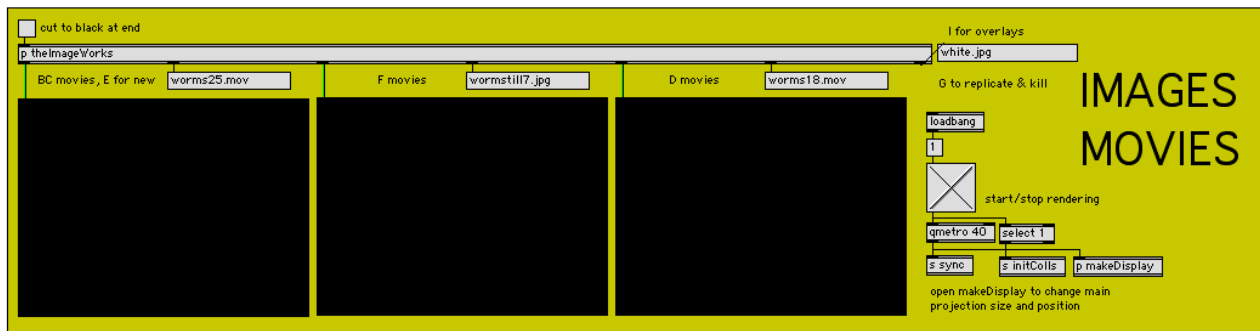 cut to black at end
p theImageWorks
I for overlays
white.jpg
BC movies, E for new
worms25.mov
F movies
wormstill7.jpg
D movies
worms18.mov
G to replicate & kill
IMAGES
MOVIES
loadbang
1
start/stop rendering
qmetro 40
select 1
s sync
s initColls
p makeDisplay
open makeDisplay to change main
projection size and position